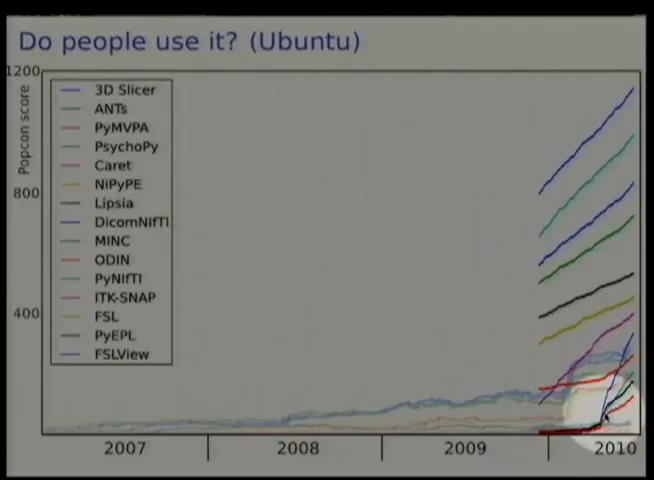 Do people use it? (Ubuntu)
1200
Popcon score
800
400
3D Slicer
ANTs
PyMVPA
PsychoPy
Caret
NiPyPE
Lipsia
DicomNIfTI
MINC
ODIN
PyNIfTI
ITK-SNAP
FSL
PyEPL
FSLView
2007
2008
2009
2010